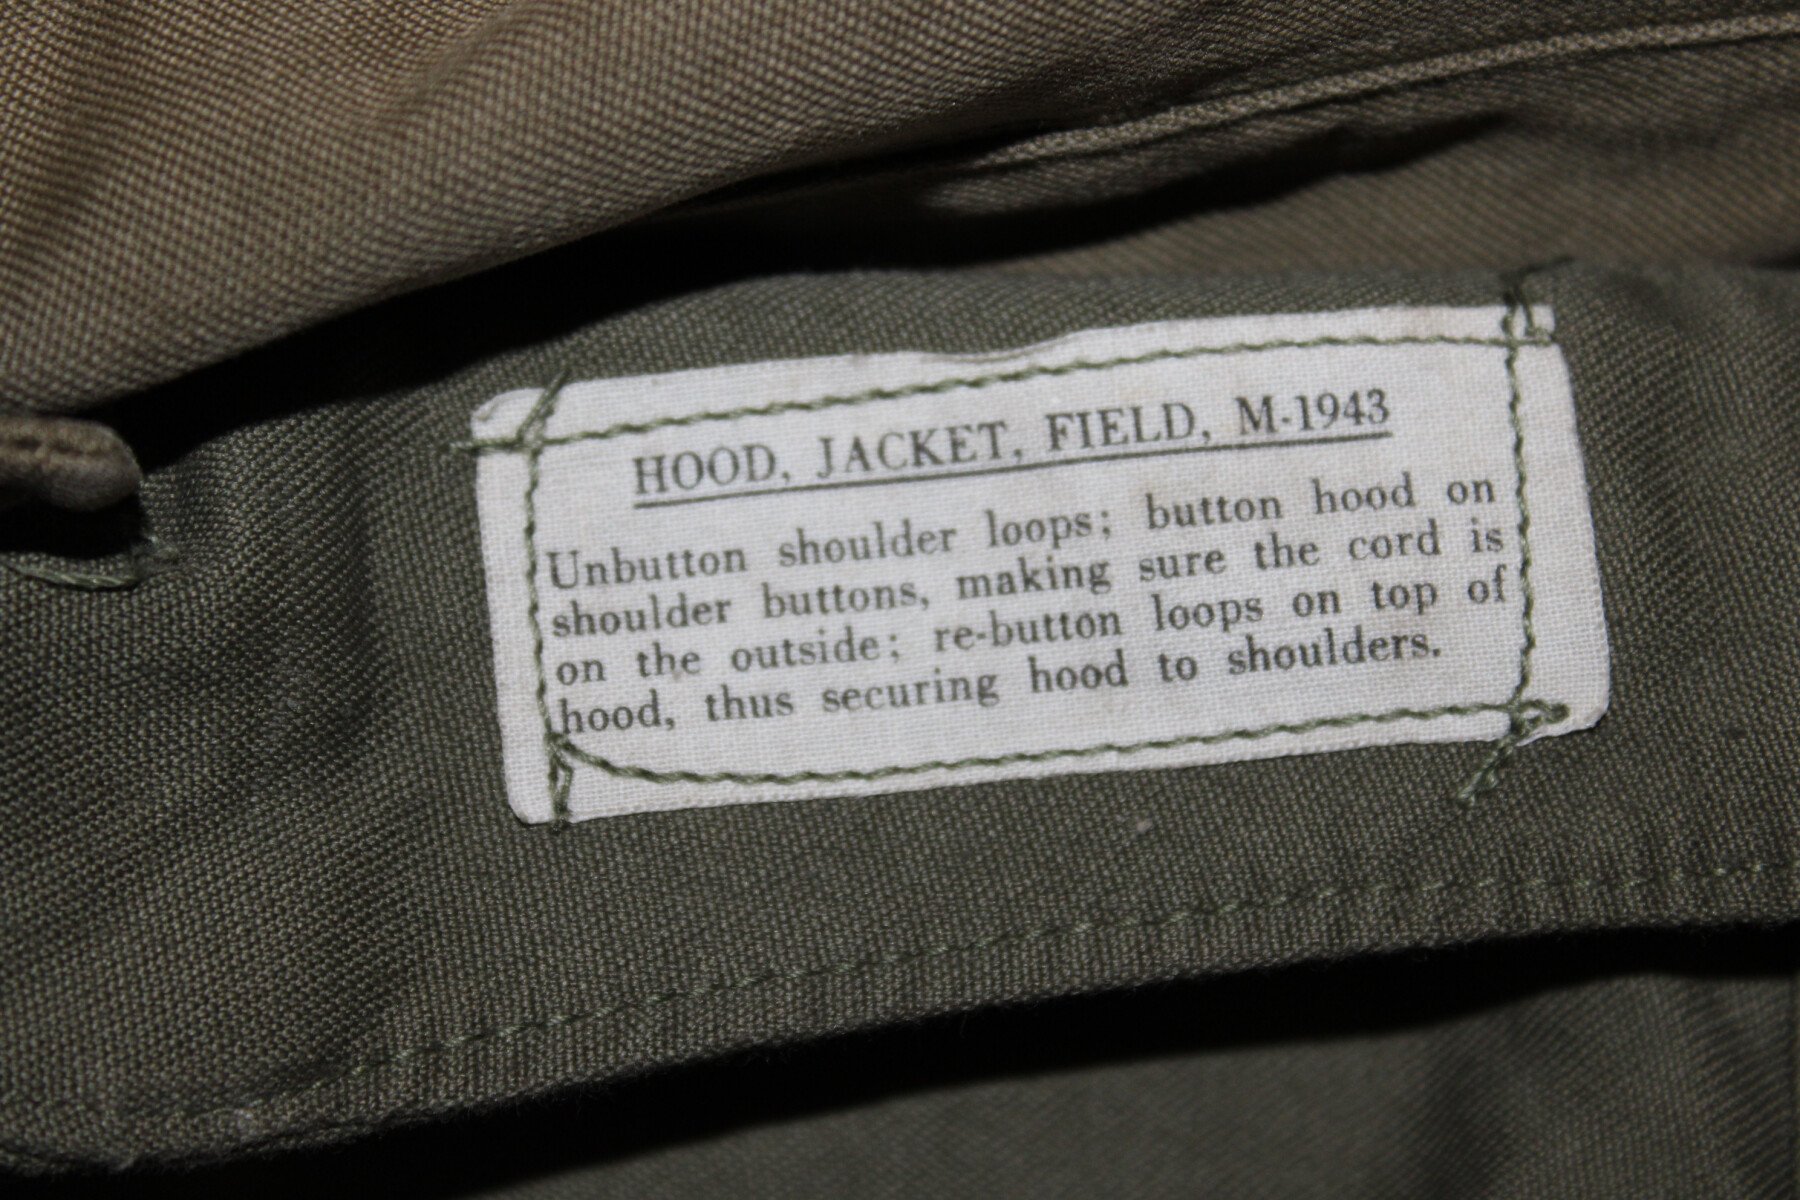 HOOD, JACKET, FIELD, M-1943
Unbutton shoulder loops; button hood on
shoulder buttons, making sure the cord is
on the outside; re-button loops on top of
hood, thus securing hood to shoulders.